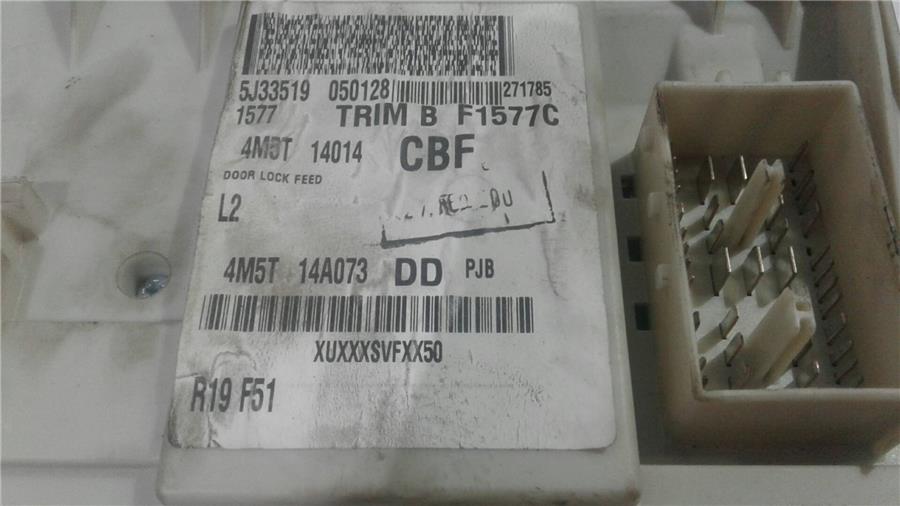 5J33519 050128 271785
1577 TRIM B F1577C
4M5T 14014 CBF
DOOR LOCK FEED
L2
4M5T 14A073 DD PJB
XUXXXSVFXX50
R19 F51